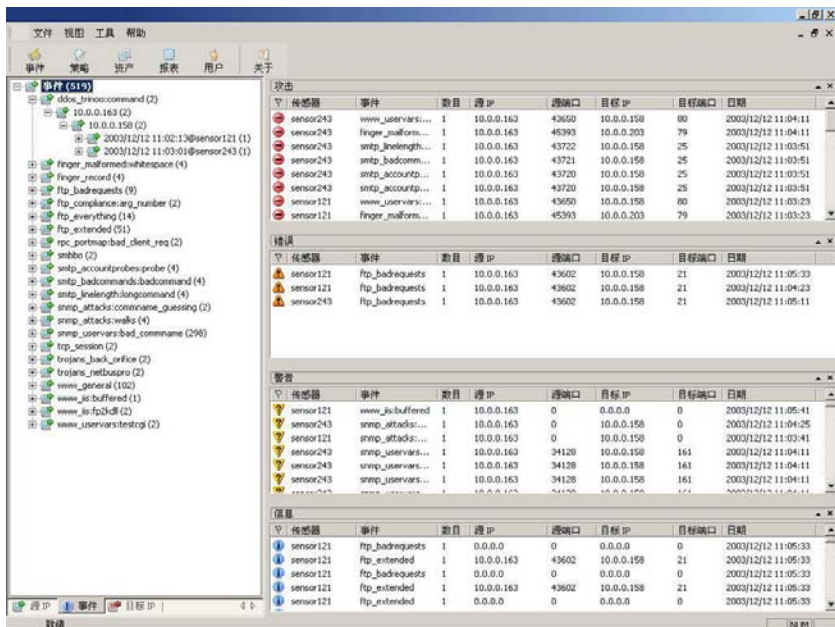 文件 视图 工具 帮助
事件 策略 资产 报表 用户 关于
事件 (519)
ddos_trinoo:command (2)
10.0.0.163 (2)
10.0.0.158 (2)
2003/12/12 11:02:13@sensor121 (1)
2003/12/12 11:03:01@sensor243 (1)
finger_malformed:whitespace (4)
finger_record (4)
ftp_badrequests (9)
ftp_compliance:arg_number (2)
ftp_everything (14)
ftp_extended (51)
rpc_portmap:bad_client_req (2)
smbbo (2)
smtp_accountprobes:probe (4)
smtp_badcommands:badcommand (4)
smtp_linelength:longcommand (4)
snmp_attacks:commname_guessing (2)
snmp_attacks:walks (4)
snmp_uservars:bad_commname (298)
tcp_session (2)
trojans_back_orifice (2)
trojans_netbuspro (2)
www_general (102)
www_iis:buffered (1)
www_iis:fp2kdll (2)
www_uservars:testcgi (2)
源 IP 事件 目标 IP
就绪
攻击
传感器 事件 数目 源 IP 源端口 目标 IP 目标端口 日期
sensor243 www_uservars:... 1 10.0.0.163 43650 10.0.0.158 80 2003/12/12 11:04:11
sensor243 finger_malform... 1 10.0.0.163 45393 10.0.0.203 79 2003/12/12 11:04:11
sensor243 smtp_linelength... 1 10.0.0.163 43722 10.0.0.158 25 2003/12/12 11:03:51
sensor243 smtp_badcomm... 1 10.0.0.163 43721 10.0.0.158 25 2003/12/12 11:03:51
sensor243 smtp_accountp... 1 10.0.0.163 43720 10.0.0.158 25 2003/12/12 11:03:51
sensor243 smtp_accountp... 1 10.0.0.163 43720 10.0.0.158 25 2003/12/12 11:03:51
sensor121 www_uservars:... 1 10.0.0.163 43650 10.0.0.158 80 2003/12/12 11:03:23
sensor121 finger_malform... 1 10.0.0.163 45393 10.0.0.203 79 2003/12/12 11:03:23
错误
传感器 事件 数目 源 IP 源端口 目标 IP 目标端口 日期
sensor121 ftp_badrequests 1 10.0.0.163 43602 10.0.0.158 21 2003/12/12 11:05:33
sensor121 ftp_badrequests 1 10.0.0.163 43602 10.0.0.158 21 2003/12/12 11:04:23
sensor243 ftp_badrequests 1 10.0.0.163 43602 10.0.0.158 21 2003/12/12 11:05:11
警告
传感器 事件 数目 源 IP 源端口 目标 IP 目标端口 日期
sensor121 www_iis:buffered 1 10.0.0.163 0 0.0.0.0 0 2003/12/12 11:05:41
sensor243 snmp_attacks:... 1 10.0.0.163 0 10.0.0.158 0 2003/12/12 11:04:25
sensor121 snmp_attacks:... 1 10.0.0.163 0 10.0.0.158 0 2003/12/12 11:03:41
sensor243 snmp_uservars... 1 10.0.0.163 34128 10.0.0.158 161 2003/12/12 11:04:11
sensor243 snmp_uservars... 1 10.0.0.163 34128 10.0.0.158 161 2003/12/12 11:04:11
sensor243 snmp_uservars... 1 10.0.0.163 34128 10.0.0.158 161 2003/12/12 11:04:11
信息
传感器 事件 数目 源 IP 源端口 目标 IP 目标端口 日期
sensor121 ftp_badrequests 1 0.0.0.0 0 0.0.0.0 0 2003/12/12 11:05:33
sensor121 ftp_extended 1 10.0.0.163 43602 10.0.0.158 21 2003/12/12 11:05:33
sensor121 ftp_badrequests 1 0.0.0.0 0 0.0.0.0 0 2003/12/12 11:05:33
sensor121 ftp_extended 1 10.0.0.163 43602 10.0.0.158 21 2003/12/12 11:05:33
sensor121 ftp_extended 1 0.0.0.0 0 0.0.0.0 0 2003/12/12 11:05:33
NUM